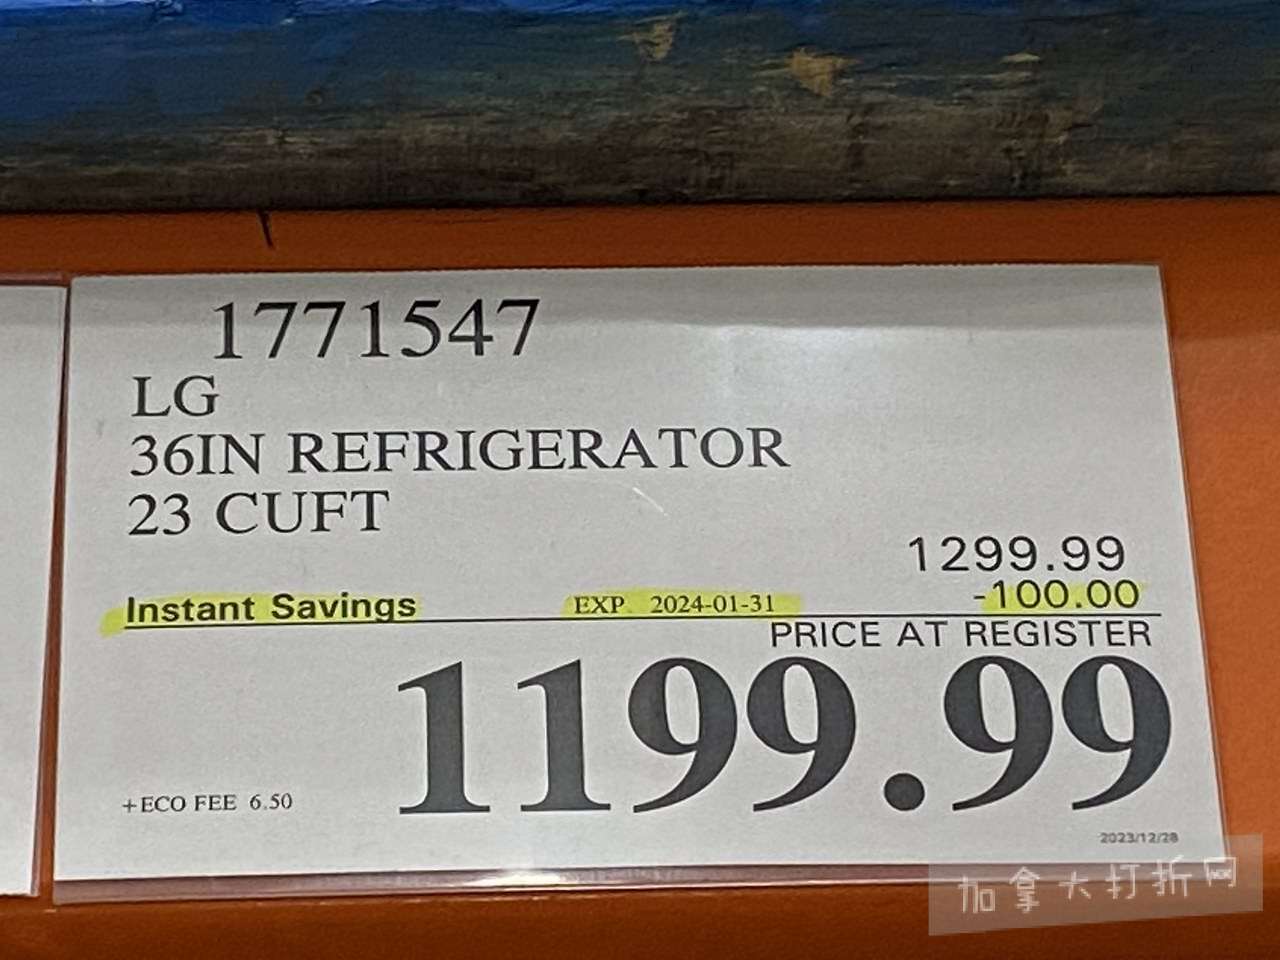 1771547
LG
36IN REFRIGERATOR
23 CUFT
1299.99
Instant Savings EXP 2024-01-31 -100.00
PRICE AT REGISTER
1199.99
+ECO FEE 6.50
2023/12/28
加拿大打折网